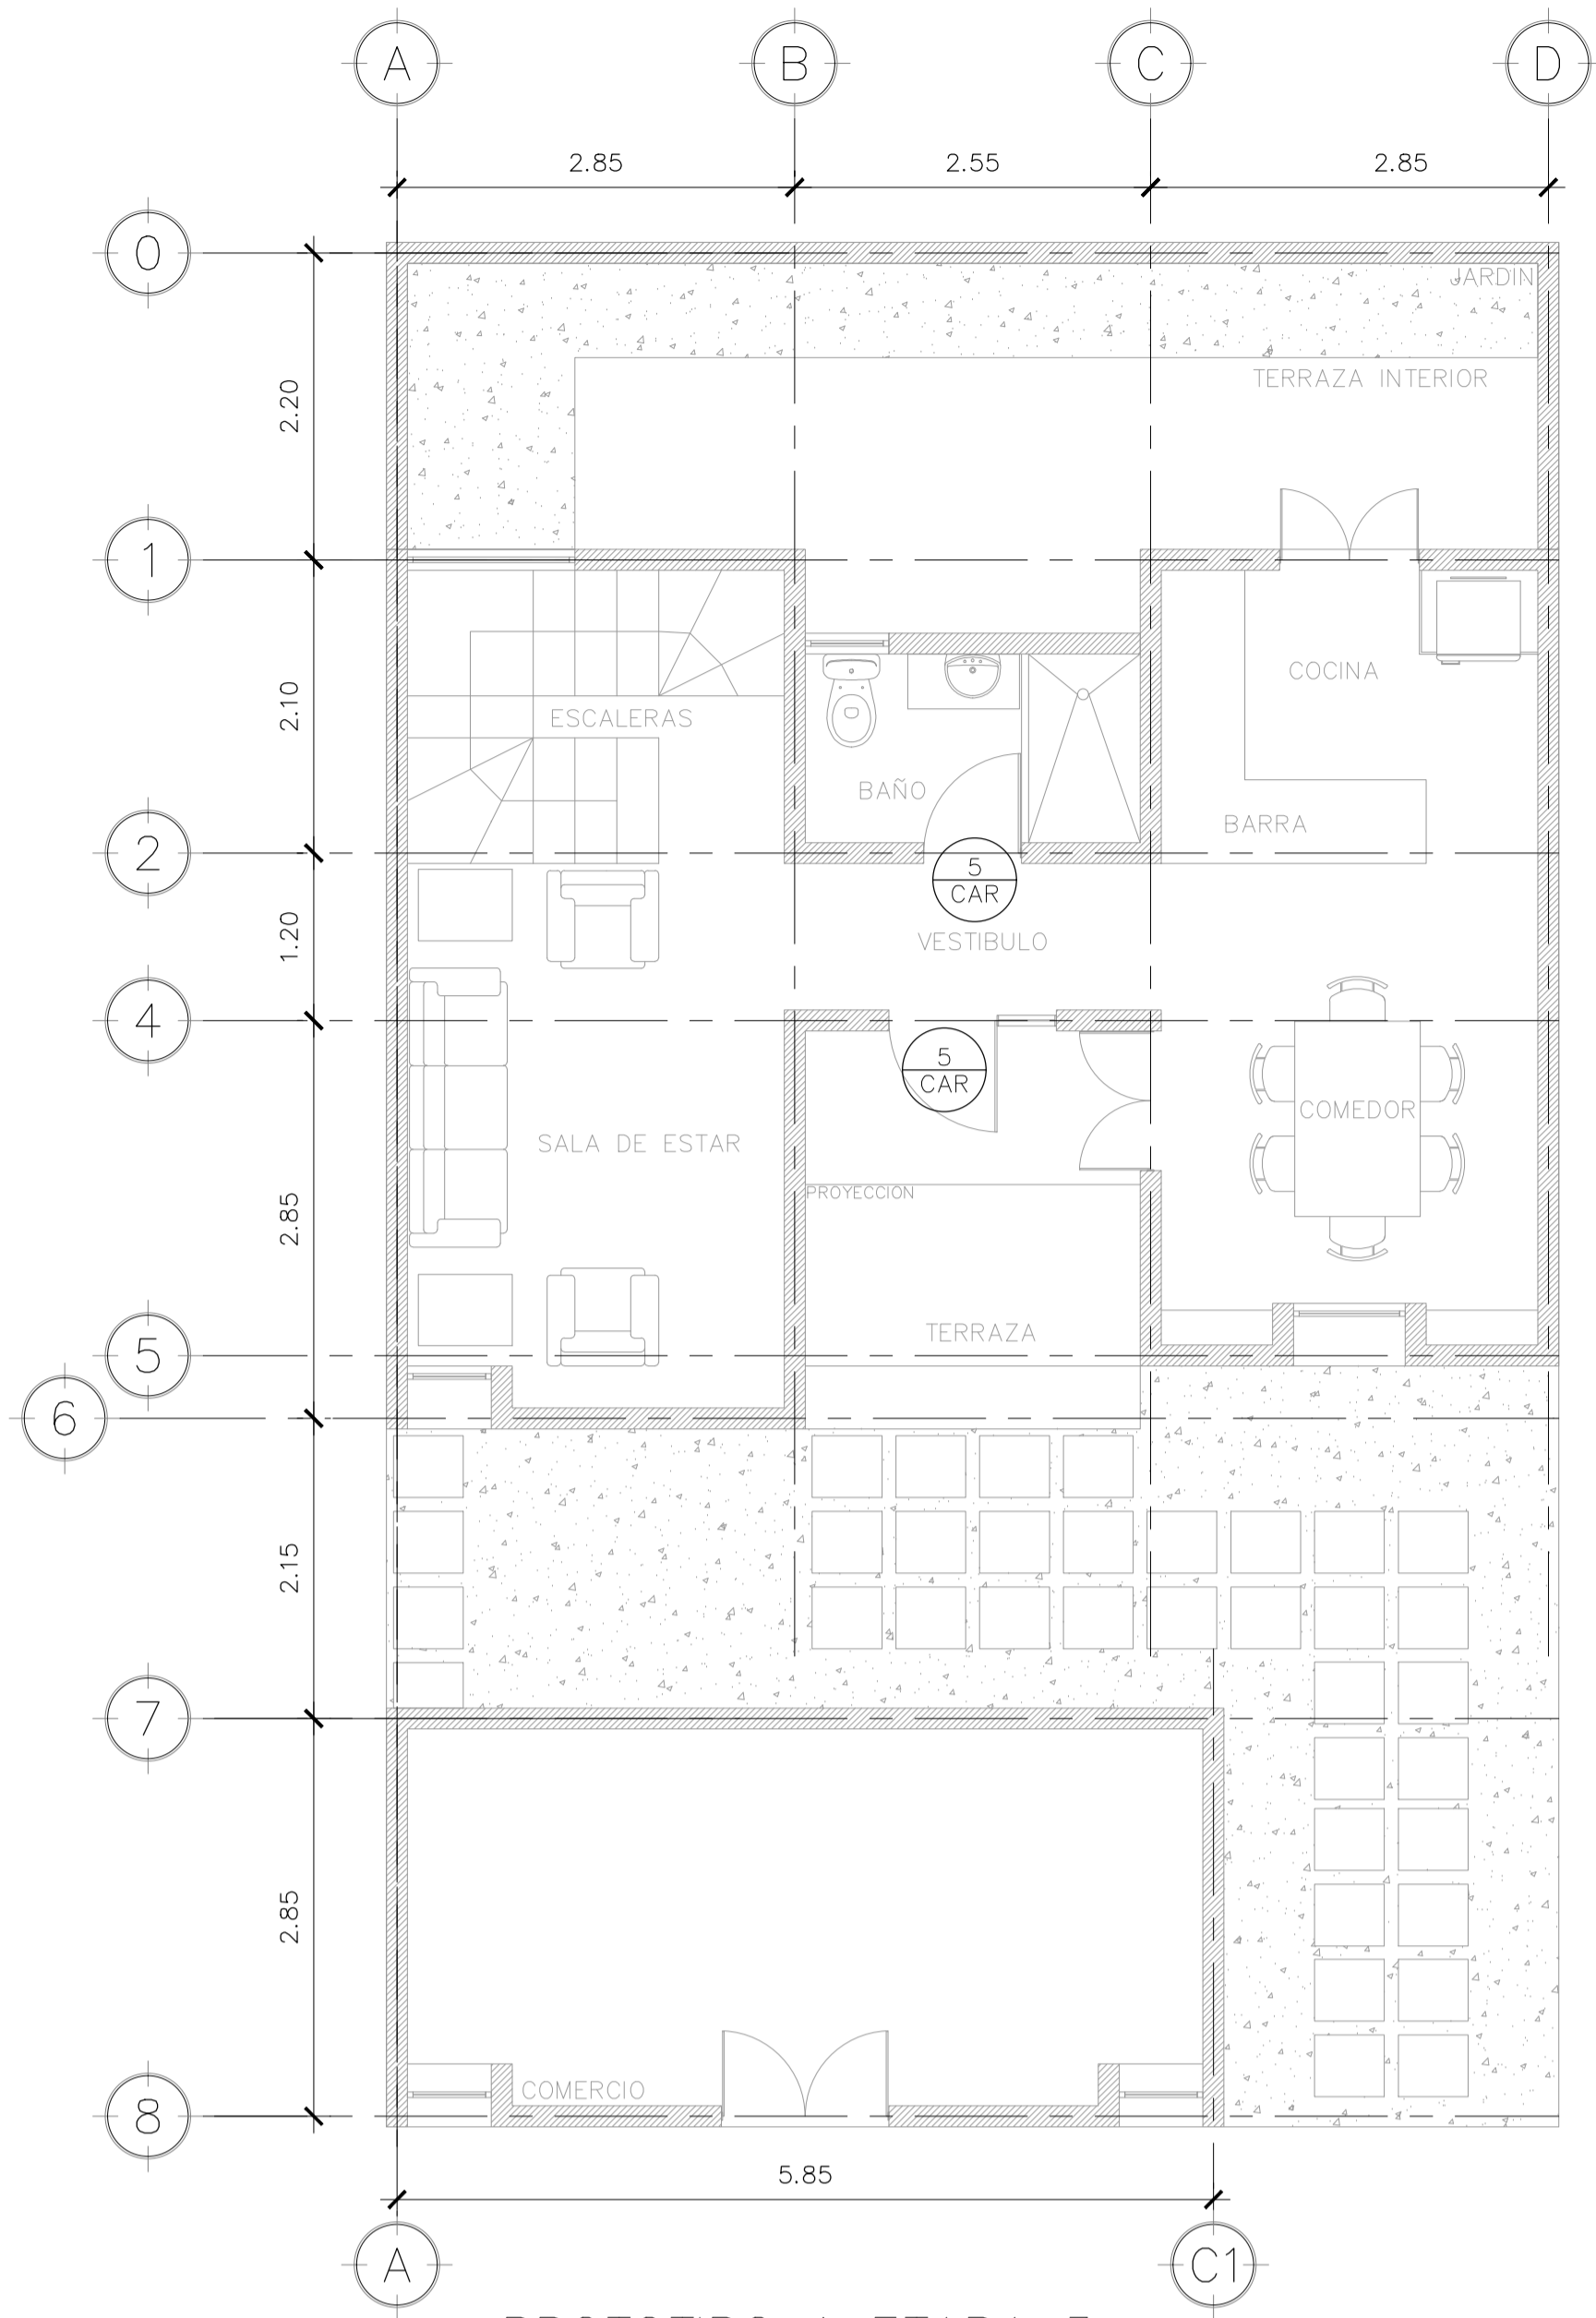 A B C D
2.85 2.55 2.85
0
JARDIN
TERRAZA INTERIOR
2.20
1
COCINA
2.10
ESCALERAS
BAÑO
BARRA
2
5
CAR
1.20
VESTIBULO
4
5
CAR
COMEDOR
SALA DE ESTAR
PROYECCION
2.85
TERRAZA
5
6
2.15
7
2.85
COMERCIO
8
5.85
A C1